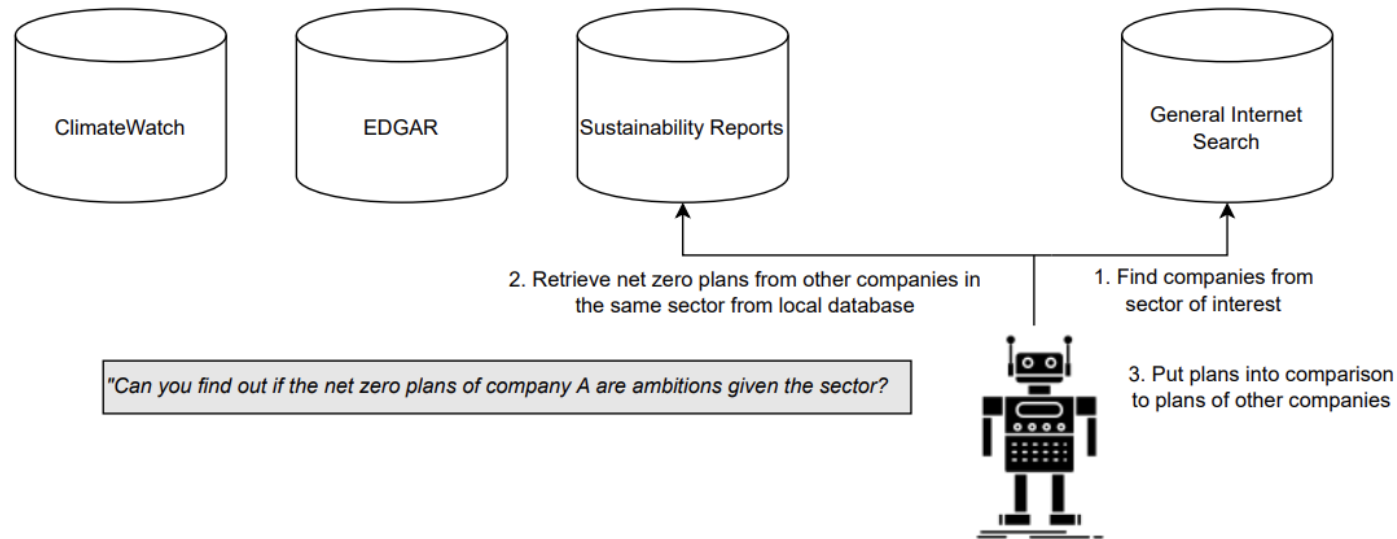 ClimateWatch
EDGAR
Sustainability Reports
General Internet
Search
2. Retrieve net zero plans from other companies in
the same sector from local database
1. Find companies from
sector of interest
"Can you find out if the net zero plans of company A are ambitions given the sector?
3. Put plans into comparison
to plans of other companies